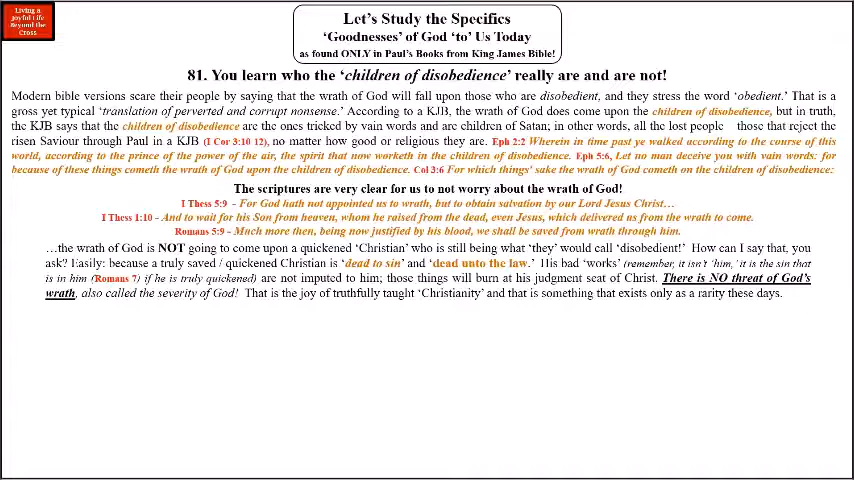 Living a
Joyful Life
Beyond the
Cross
Let's Study the Specifics
'Goodnesses' of God 'to' Us Today
as found ONLY in Paul's Books from King James Bible!
81. You learn who the 'children of disobedience' really are and are not!
Modern bible versions scare their people by saying that the wrath of God will fall upon those who are disobedient, and they stress the word 'obedient.' That is a
gross yet typical 'translation of perverted and corrupt nonsense.' According to a KJB, the wrath of God does come upon the children of disobedience, but in truth,
the KJB says that the children of disobedience are the ones tricked by vain words and are children of Satan; in other words, all the lost people – those that reject the
risen Saviour through Paul in a KJB (I Cor 3:10 12), no matter how good or religious they are. Eph 2:2 Wherein in time past ye walked according to the course of this
world, according to the prince of the power of the air, the spirit that now worketh in the children of disobedience. Eph 5:6, Let no man deceive you with vain words: for
because of these things cometh the wrath of God upon the children of disobedience. Col 3:6 For which things' sake the wrath of God cometh on the children of disobedience:
The scriptures are very clear for us to not worry about the wrath of God!
I Thess 5:9 - For God hath not appointed us to wrath, but to obtain salvation by our Lord Jesus Christ…
I Thess 1:10 - And to wait for his Son from heaven, whom he raised from the dead, even Jesus, which delivered us from the wrath to come.
Romans 5:9 - Much more then, being now justified by his blood, we shall be saved from wrath through him.
…the wrath of God is NOT going to come upon a quickened 'Christian' who is still being what 'they' would call 'disobedient!' How can I say that, you
ask? Easily: because a truly saved / quickened Christian is 'dead to sin' and 'dead unto the law.' His bad 'works' (remember, it isn't 'him,' it is the sin that
is in him (Romans 7) if he is truly quickened) are not imputed to him; those things will burn at his judgment seat of Christ. There is NO threat of God's
wrath, also called the severity of God! That is the joy of truthfully taught 'Christianity' and that is something that exists only as a rarity these days.